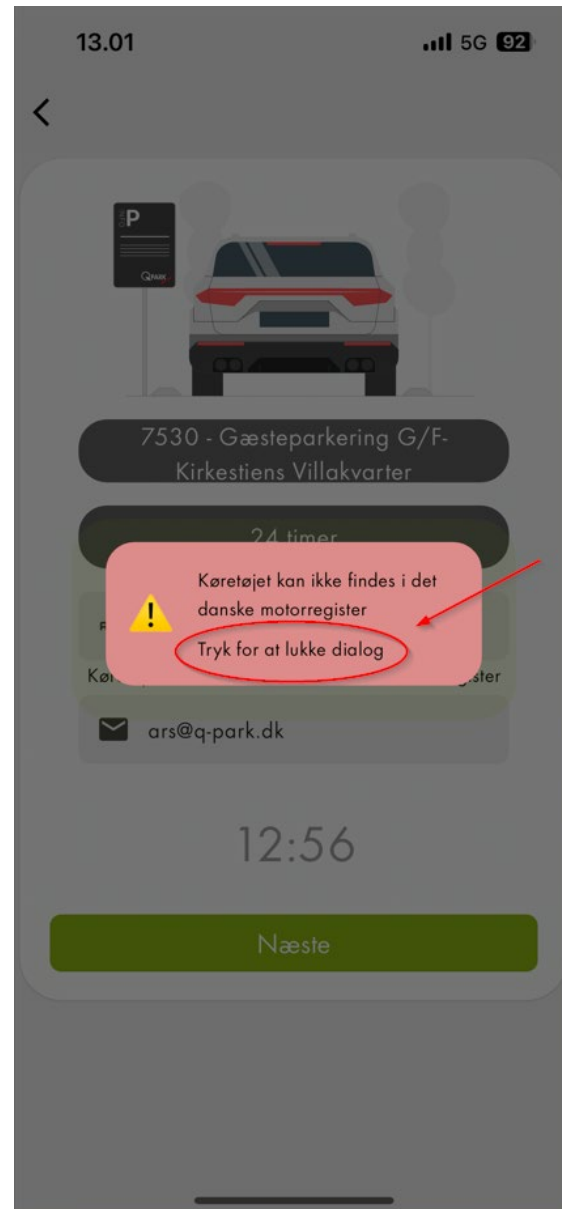 13.01
5G 92
P
QPARK
7530 - Gæsteparkering G/F-
Kirkestiens Villakvarter
24 timer
Køretøjet kan ikke findes i det
danske motorregister
Tryk for at lukke dialog
ars@q-park.dk
12:56
Næste